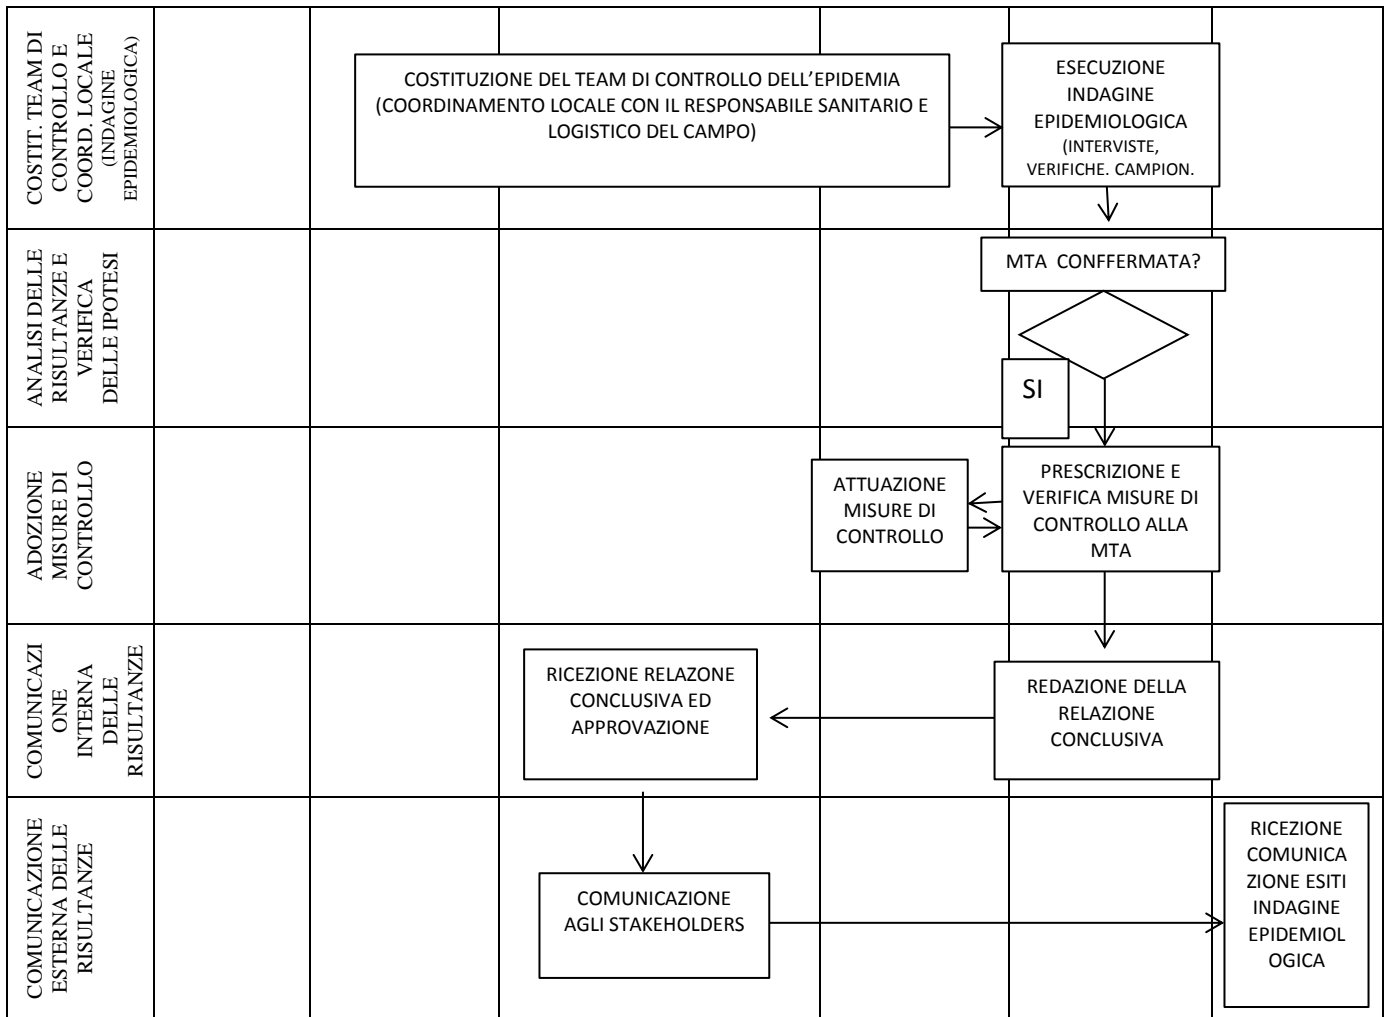 COSTIT. TEAM DI
CONTROLLO E
COORD. LOCALE
(INDAGINE
EPIDEMIOLOGICA)
COSTITUZIONE DEL TEAM DI CONTROLLO DELL’EPIDEMIA
(COORDINAMENTO LOCALE CON IL RESPONSABILE SANITARIO E
LOGISTICO DEL CAMPO)
ESECUZIONE
INDAGINE
EPIDEMIOLOGICA
(INTERVISTE,
VERIFICHE. CAMPION.
ANALISI DELLE
RISULTANZE E
VERIFICA
DELLE IPOTESI
MTA CONFFERMATA?
SI
ADOZIONE
MISURE DI
CONTROLLO
ATTUAZIONE
MISURE DI
CONTROLLO
PRESCRIZIONE E
VERIFICA MISURE DI
CONTROLLO ALLA
MTA
COMUNICAZI
ONE
INTERNA
DELLE
RISULTANZE
RICEZIONE RELAZONE
CONCLUSIVA ED
APPROVAZIONE
REDAZIONE DELLA
RELAZIONE
CONCLUSIVA
COMUNICAZIONE
ESTERNA DELLE
RISULTANZE
COMUNICAZIONE
AGLI STAKEHOLDERS
RICEZIONE
COMUNICA
ZIONE ESITI
INDAGINE
EPIDEMIOL
OGICA